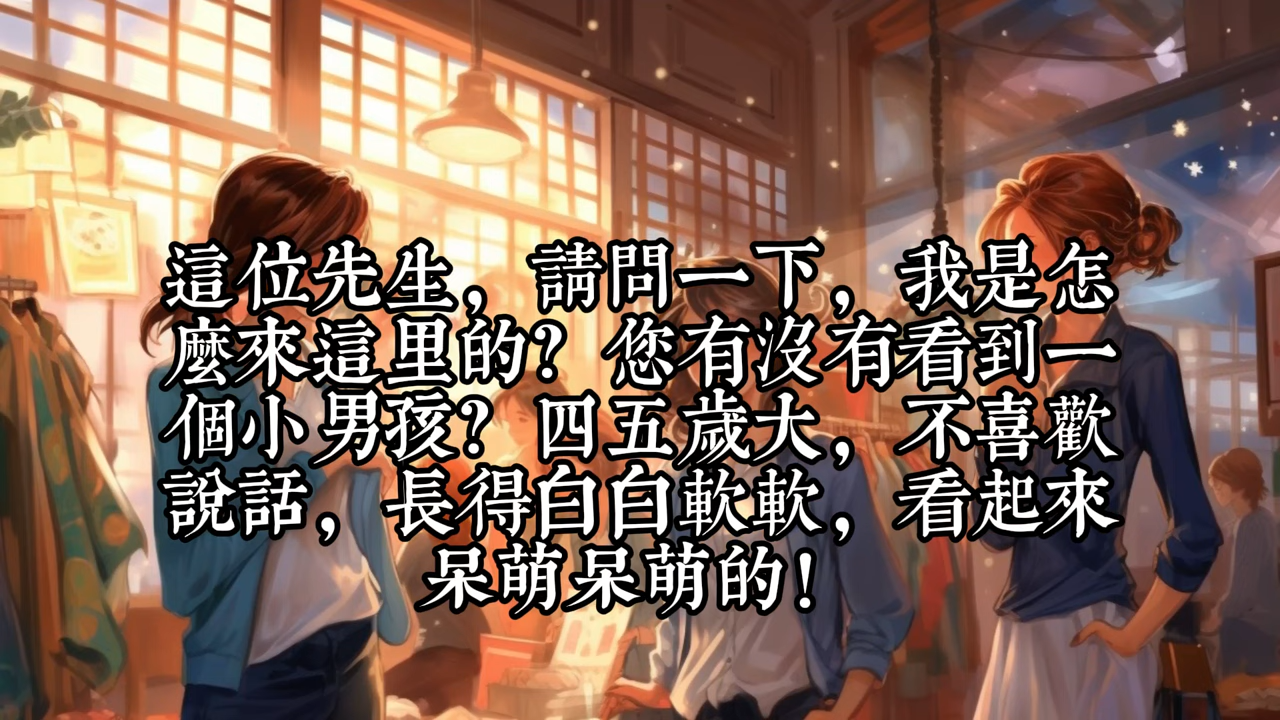 這位先生，請問一下，我是怎
麼來這里的？您有沒有看到一
個小男孩？四五歲大，不喜歡
說話，長得白白軟軟，看起來
呆萌呆萌的！